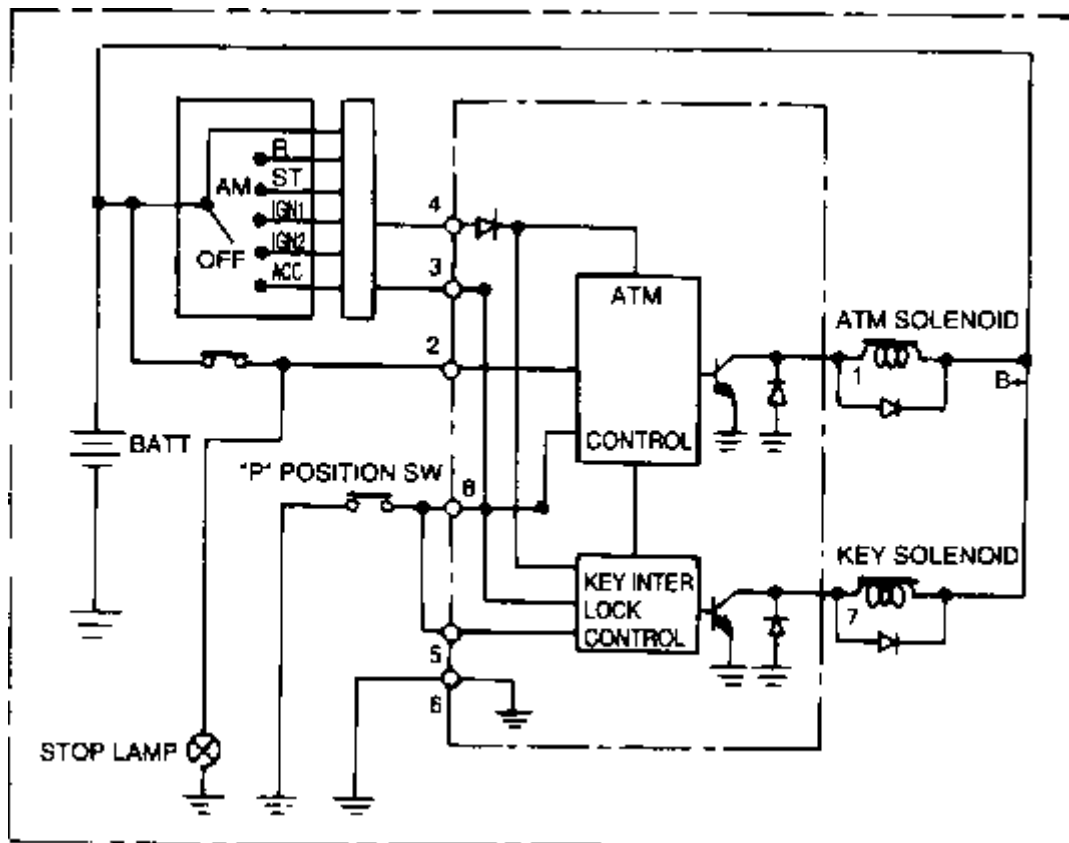 R
ST
AM
IGN1
IGN2
OFF
ACC
4
3
2
ATM
CONTROL
ATM SOLENOID
1
B
BATT
"P" POSITION SW
8
KEY INTER
LOCK
CONTROL
KEY SOLENOID
7
5
6
STOP LAMP